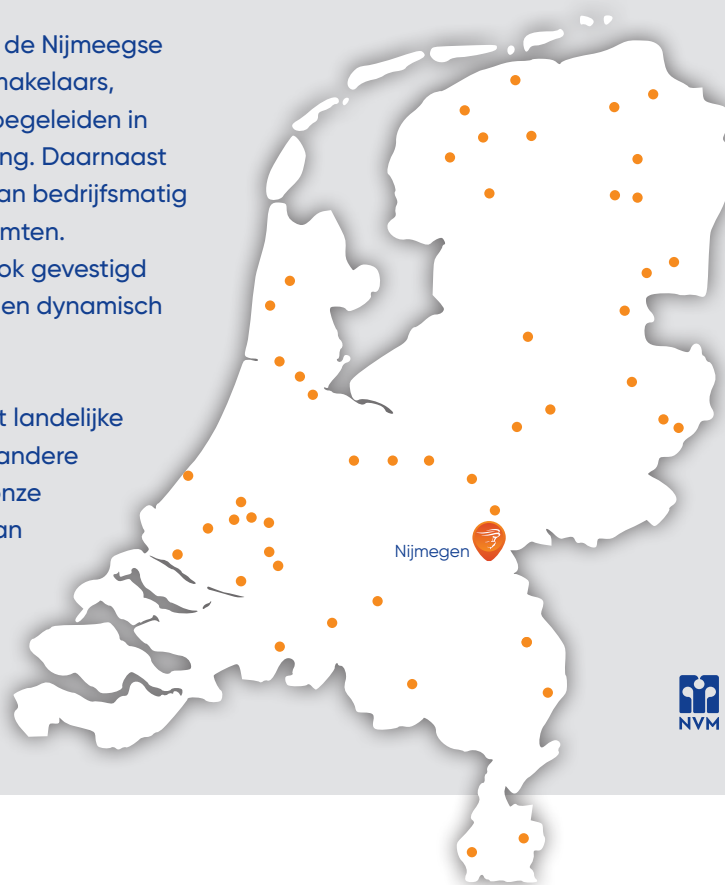 de Nijmeegse
makelaars,
begeleiden in
ng. Daarnaast
an bedrijfsmatig
mten.
ok gevestigd
en dynamisch
t landelijke
andere
onze
an
Nijmegen
NVM